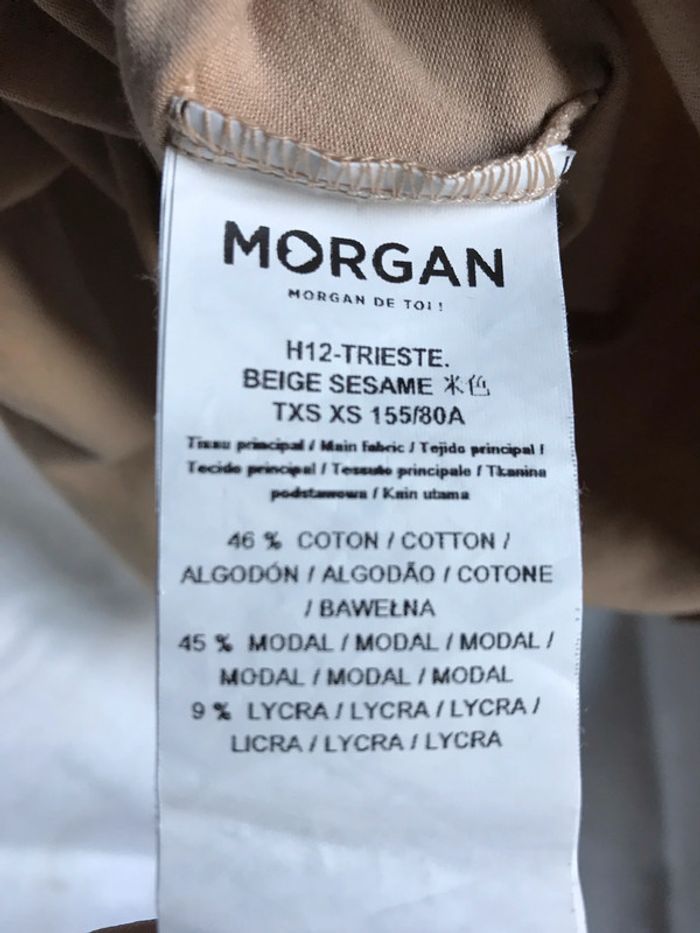 MORGAN
MORGAN DE TOI !
H12-TRIESTE.
BEIGE SESAME 米色
TXS XS 155/80A
Tissu principal / Main fabric / Tejido principal /
Tecido principal / Tessuto principale / Tkanina
podstawowa / Kain utama
46 % COTON / COTTON /
ALGODÓN / ALGODÃO / COTONE
/ BAWEŁNA
45 % MODAL / MODAL / MODAL /
MODAL / MODAL / MODAL
9 % LYCRA / LYCRA / LYCRA /
LICRA / LYCRA / LYCRA